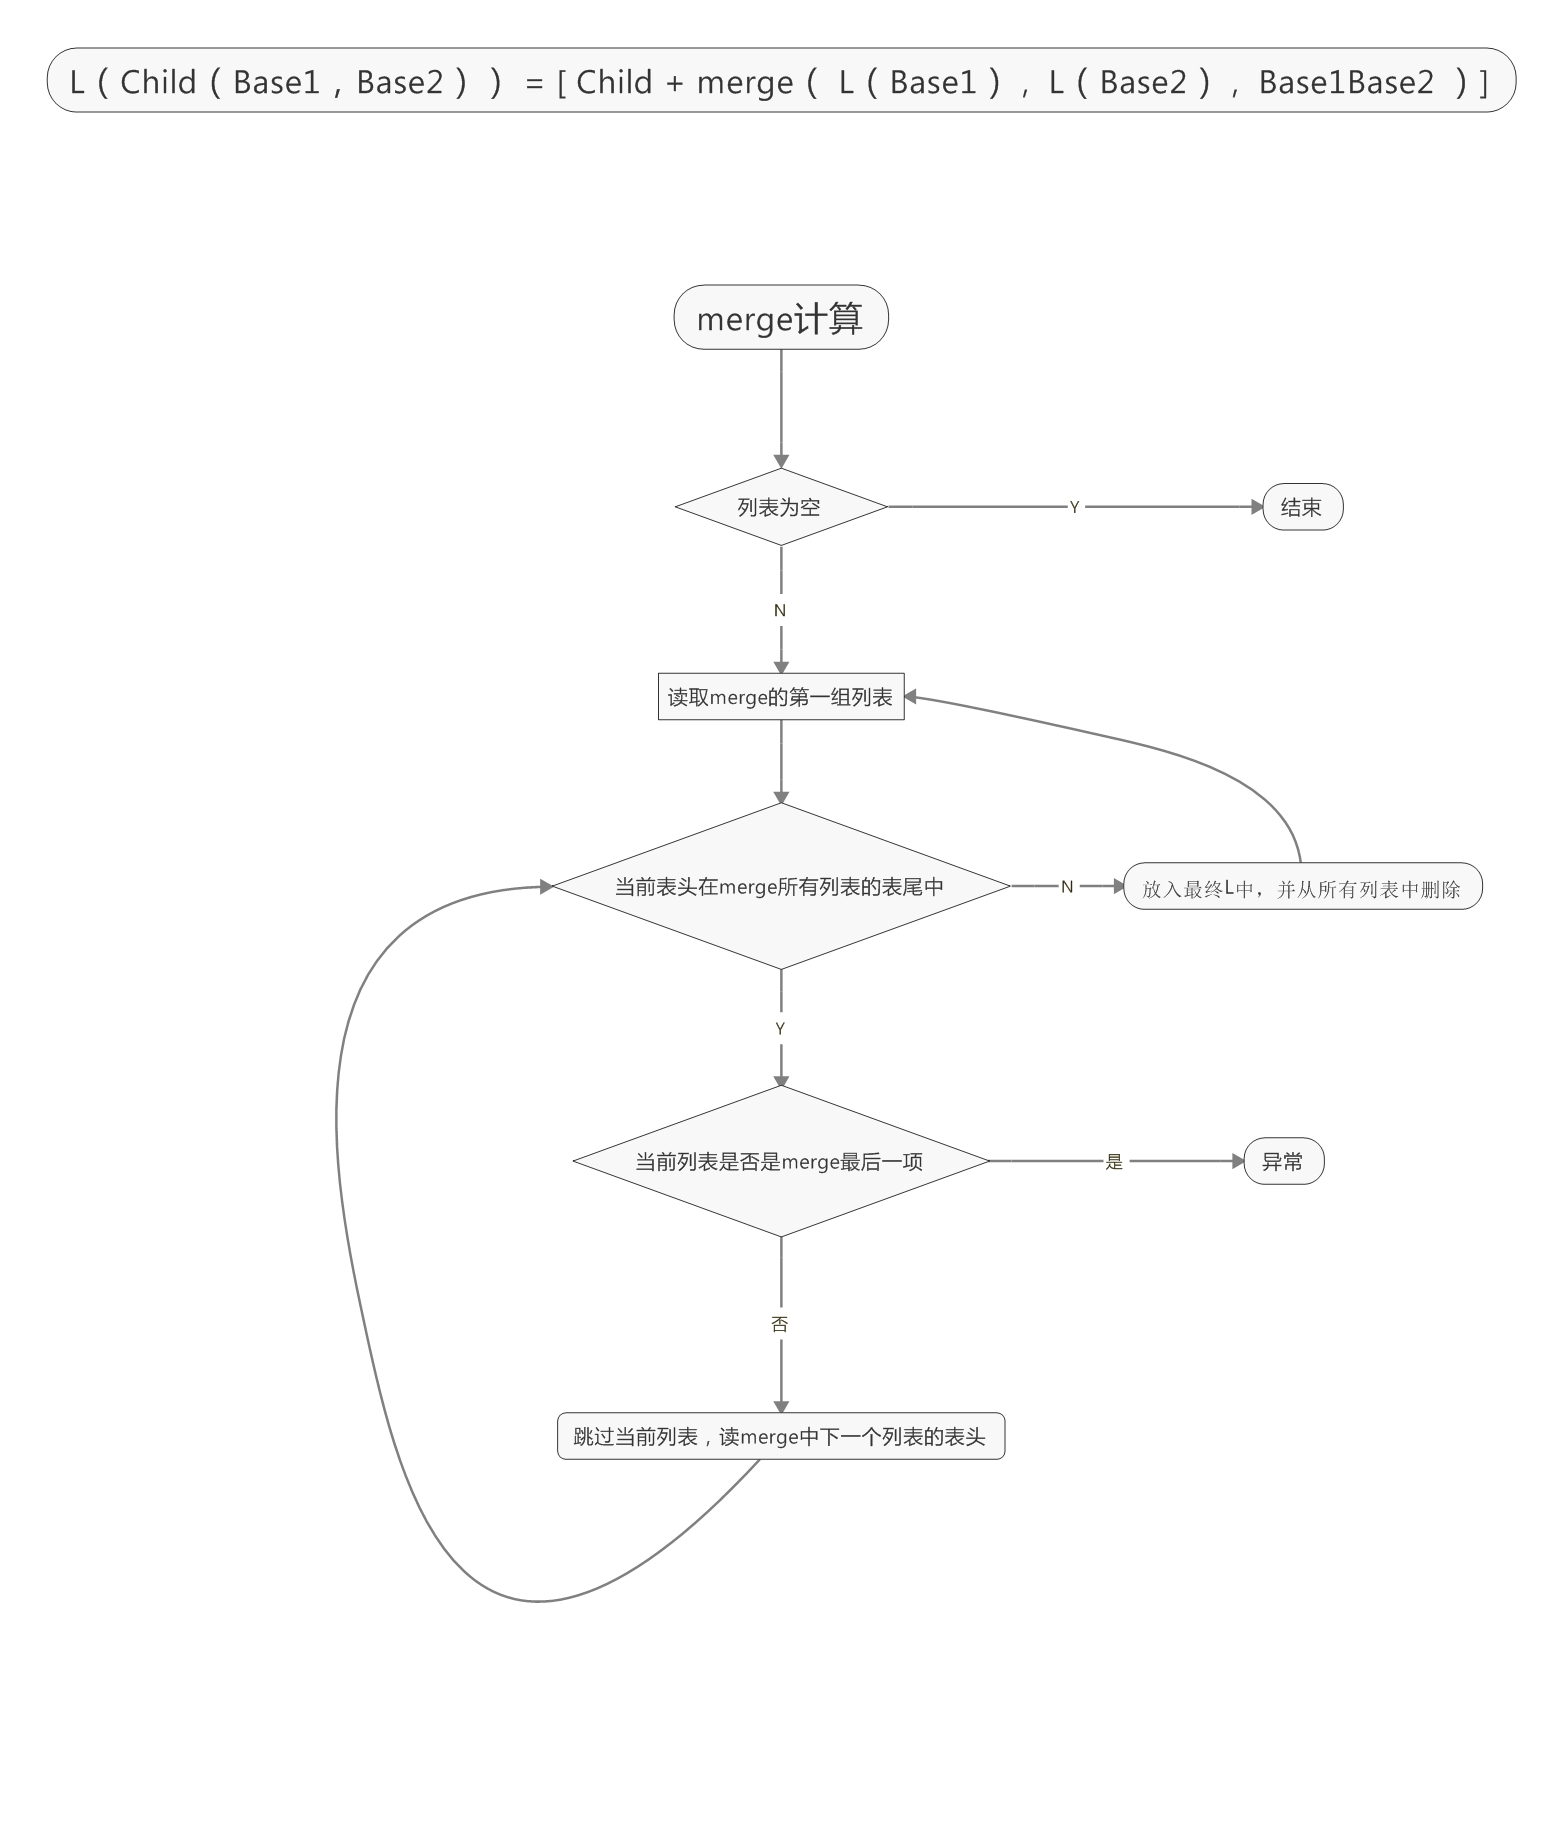 L ( Child ( Base1 , Base2 ) ) = [ Child + merge ( L ( Base1 ) , L ( Base2 ) , Base1Base2 ) ]
merge计算
列表为空
Y
结束
N
读取merge的第一组列表
当前表头在merge所有列表的表尾中
N
放入最终L中，并从所有列表中删除
Y
当前列表是否是merge最后一项
是
异常
否
跳过当前列表，读merge中下一个列表的表头